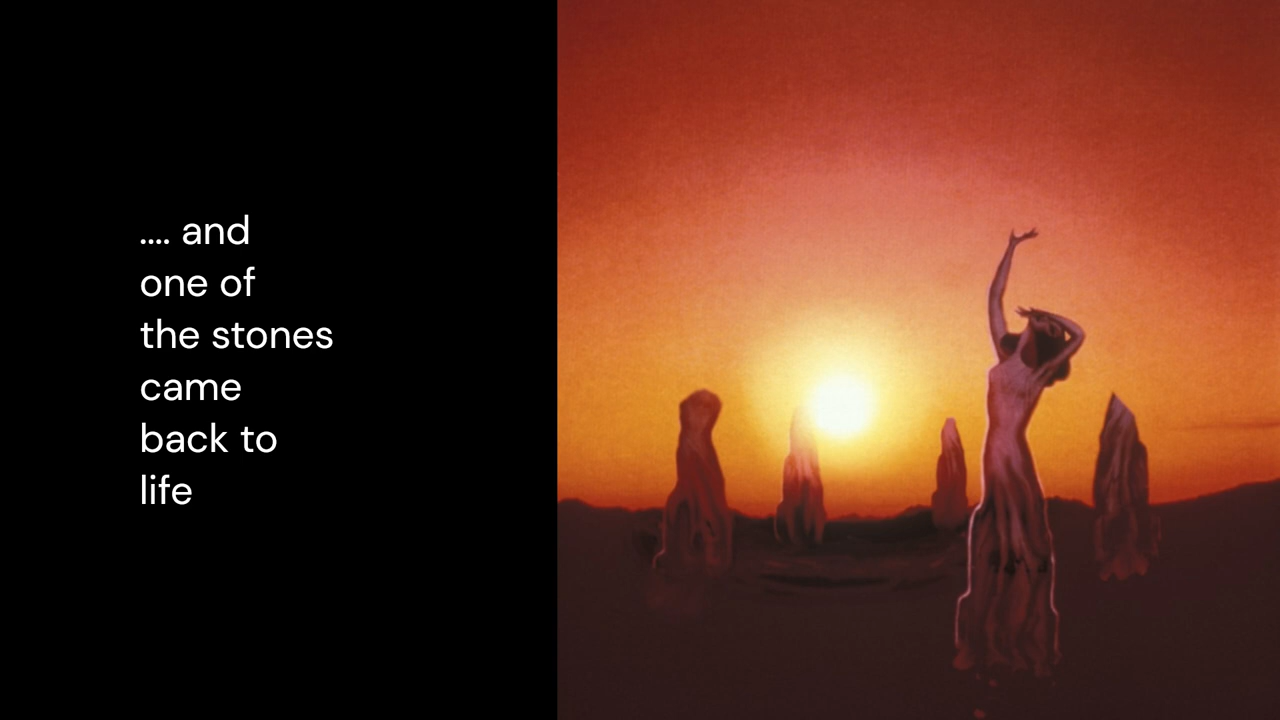 .... and
one of
the stones
came
back to
life